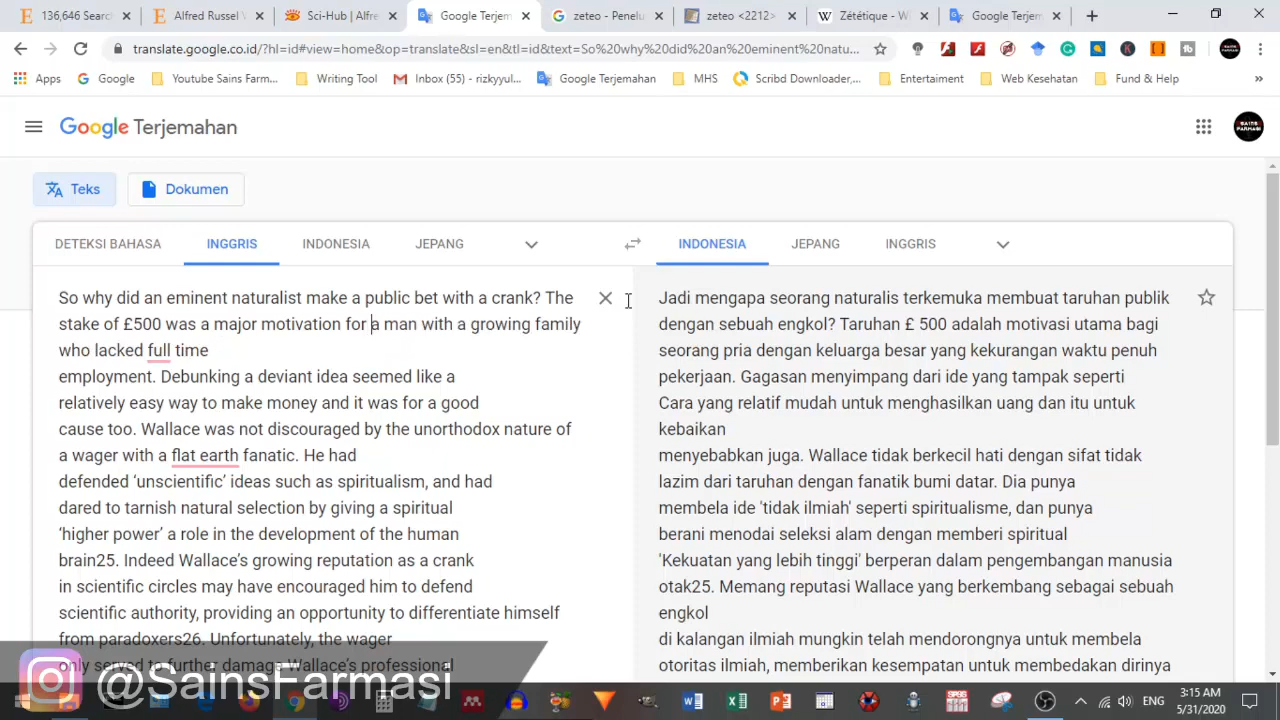 136,646 Search
Alfred Russel V
Sci-Hub | Alfre
Google Terjem
zeteo - Penelu
zeteo <2212>
Zététique - Wi
Google Terjem
translate.google.co.id/?hl=id#view=home&op=translate&sl=en&tl=id&text=So%20why%20did%20an%20eminent%20natu...
Apps
Google
Youtube Sains Farm...
Writing Tool
Inbox (55) - rizkyyul...
Google Terjemahan
MHS
Scribd Downloader,...
Entertaiment
Web Kesehatan
Fund & Help
»
Google Terjemahan
SAINS FARMASI
Teks
Dokumen
DETEKSI BAHASA
INGGRIS
INDONESIA
JEPANG
INDONESIA
JEPANG
INGGRIS
So why did an eminent naturalist make a public bet with a crank? The
stake of £500 was a major motivation for a man with a growing family
who lacked full time
employment. Debunking a deviant idea seemed like a
relatively easy way to make money and it was for a good
cause too. Wallace was not discouraged by the unorthodox nature of
a wager with a flat earth fanatic. He had
defended ‘unscientific’ ideas such as spiritualism, and had
dared to tarnish natural selection by giving a spiritual
‘higher power’ a role in the development of the human
brain25. Indeed Wallace’s growing reputation as a crank
in scientific circles may have encouraged him to defend
scientific authority, providing an opportunity to differentiate himself
from paradoxers26. Unfortunately, the wager
only served to further damage Wallace’s professional
Jadi mengapa seorang naturalis terkemuka membuat taruhan publik
dengan sebuah engkol? Taruhan £ 500 adalah motivasi utama bagi
seorang pria dengan keluarga besar yang kekurangan waktu penuh
pekerjaan. Gagasan menyimpang dari ide yang tampak seperti
Cara yang relatif mudah untuk menghasilkan uang dan itu untuk
kebaikan
menyebabkan juga. Wallace tidak berkecil hati dengan sifat tidak
lazim dari taruhan dengan fanatik bumi datar. Dia punya
membela ide 'tidak ilmiah' seperti spiritualisme, dan punya
berani menodai seleksi alam dengan memberi spiritual
'Kekuatan yang lebih tinggi' berperan dalam pengembangan manusia
otak25. Memang reputasi Wallace yang berkembang sebagai sebuah
engkol
di kalangan ilmiah mungkin telah mendorongnya untuk membela
otoritas ilmiah, memberikan kesempatan untuk membedakan dirinya
@SainsFarmasi
ENG
3:15 AM
5/31/2020